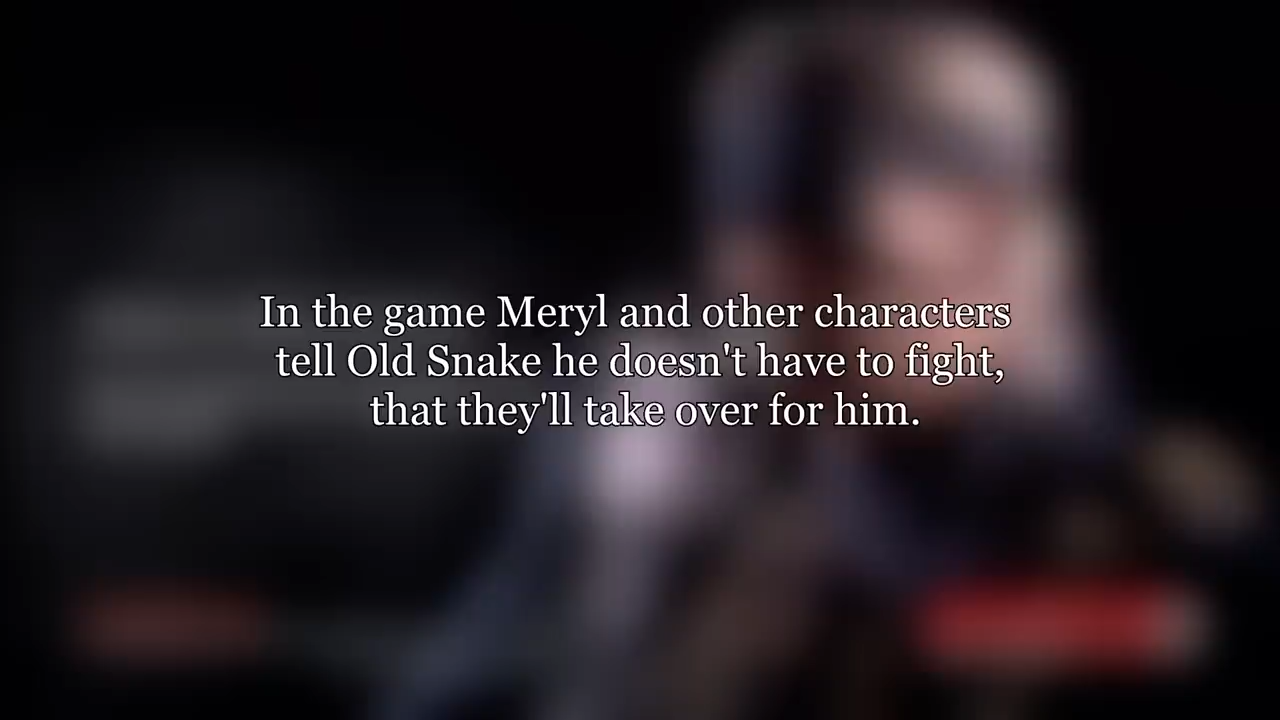 In the game Meryl and other characters
tell Old Snake he doesn't have to fight,
that they'll take over for him.